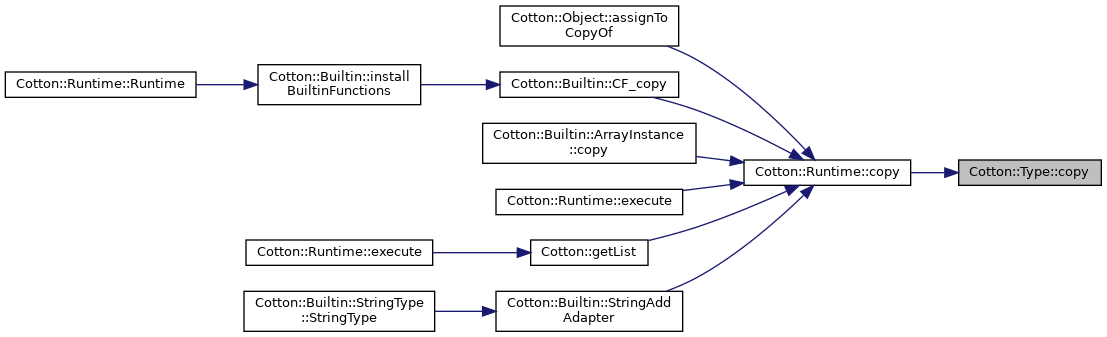 Cotton::Object::assignTo
CopyOf
Cotton::Runtime::Runtime
Cotton::Builtin::install
BuiltinFunctions
Cotton::Builtin::CF_copy
Cotton::Builtin::ArrayInstance
::copy
Cotton::Runtime::copy
Cotton::Type::copy
Cotton::Runtime::execute
Cotton::Runtime::execute
Cotton::getList
Cotton::Builtin::StringType
::StringType
Cotton::Builtin::StringAdd
Adapter